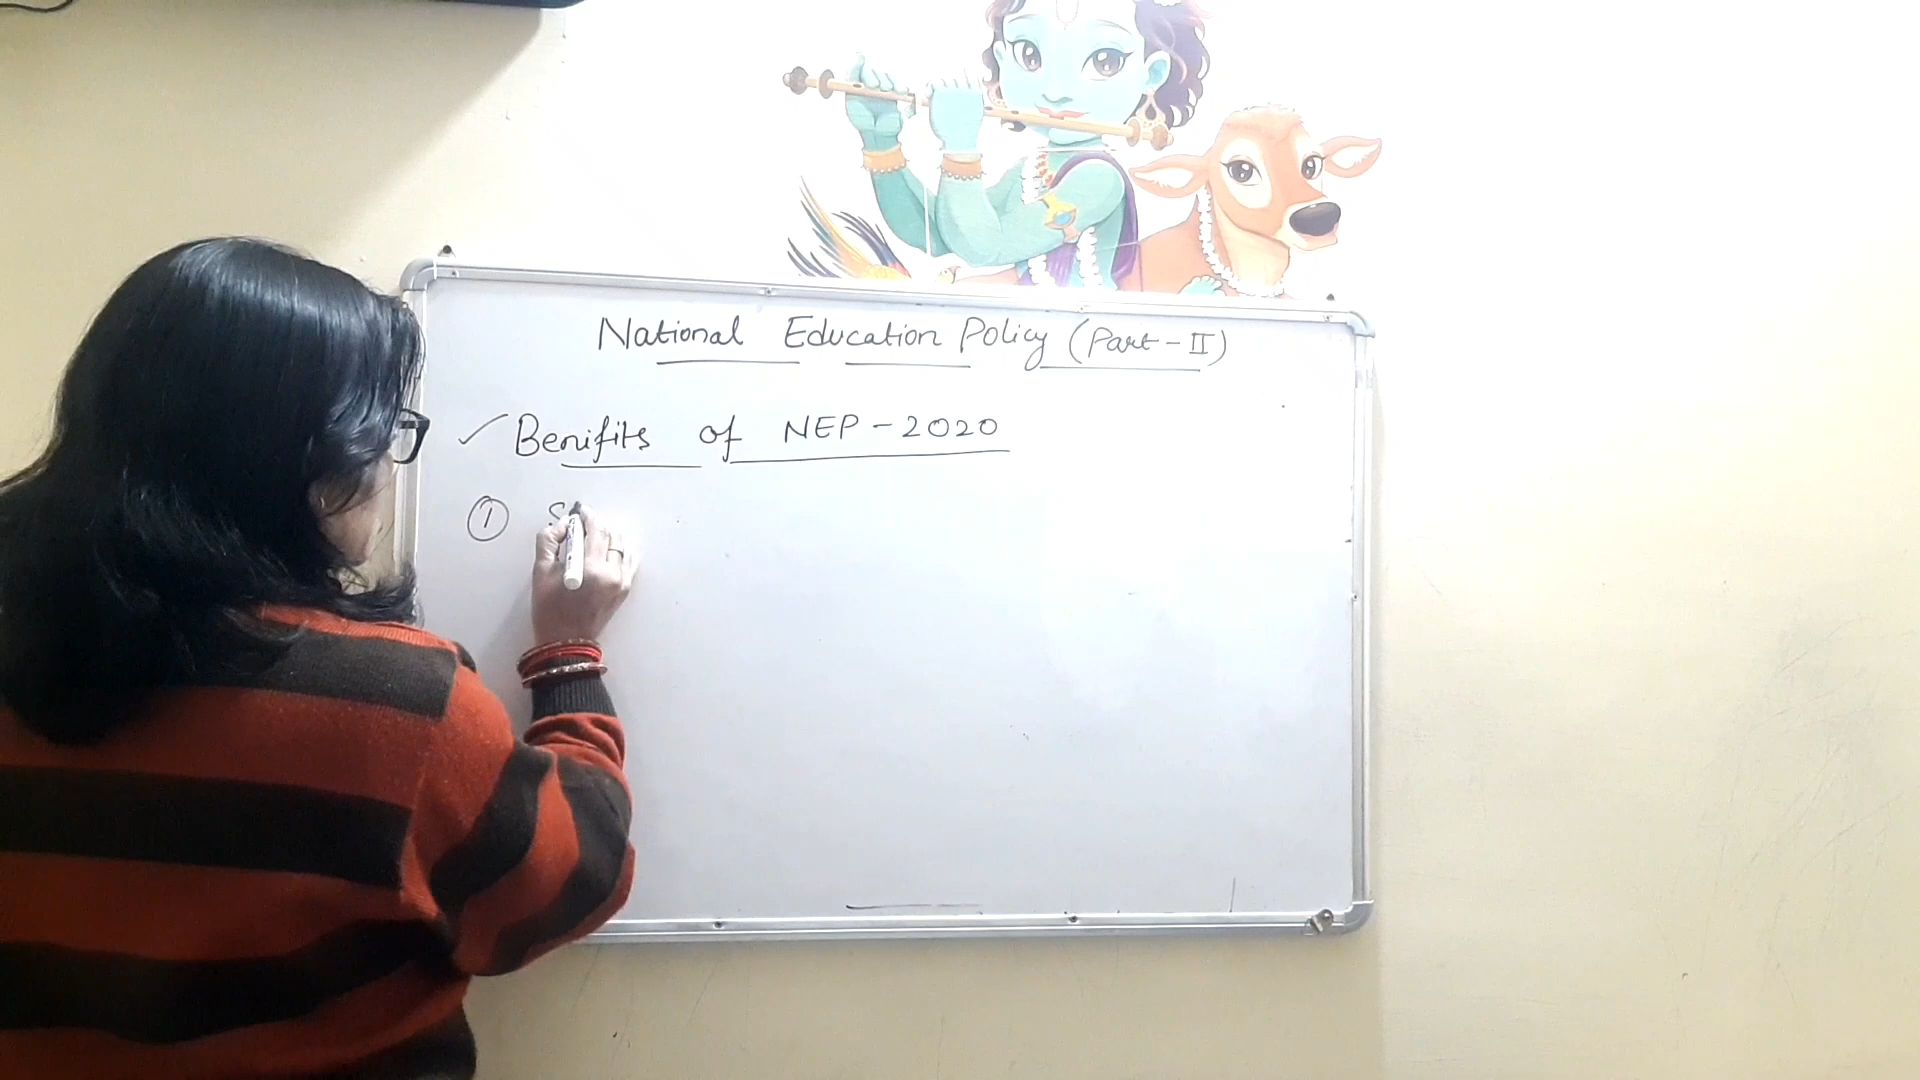 National Education Policy (Part-II)
✓ Benifits of NEP-2020
① S